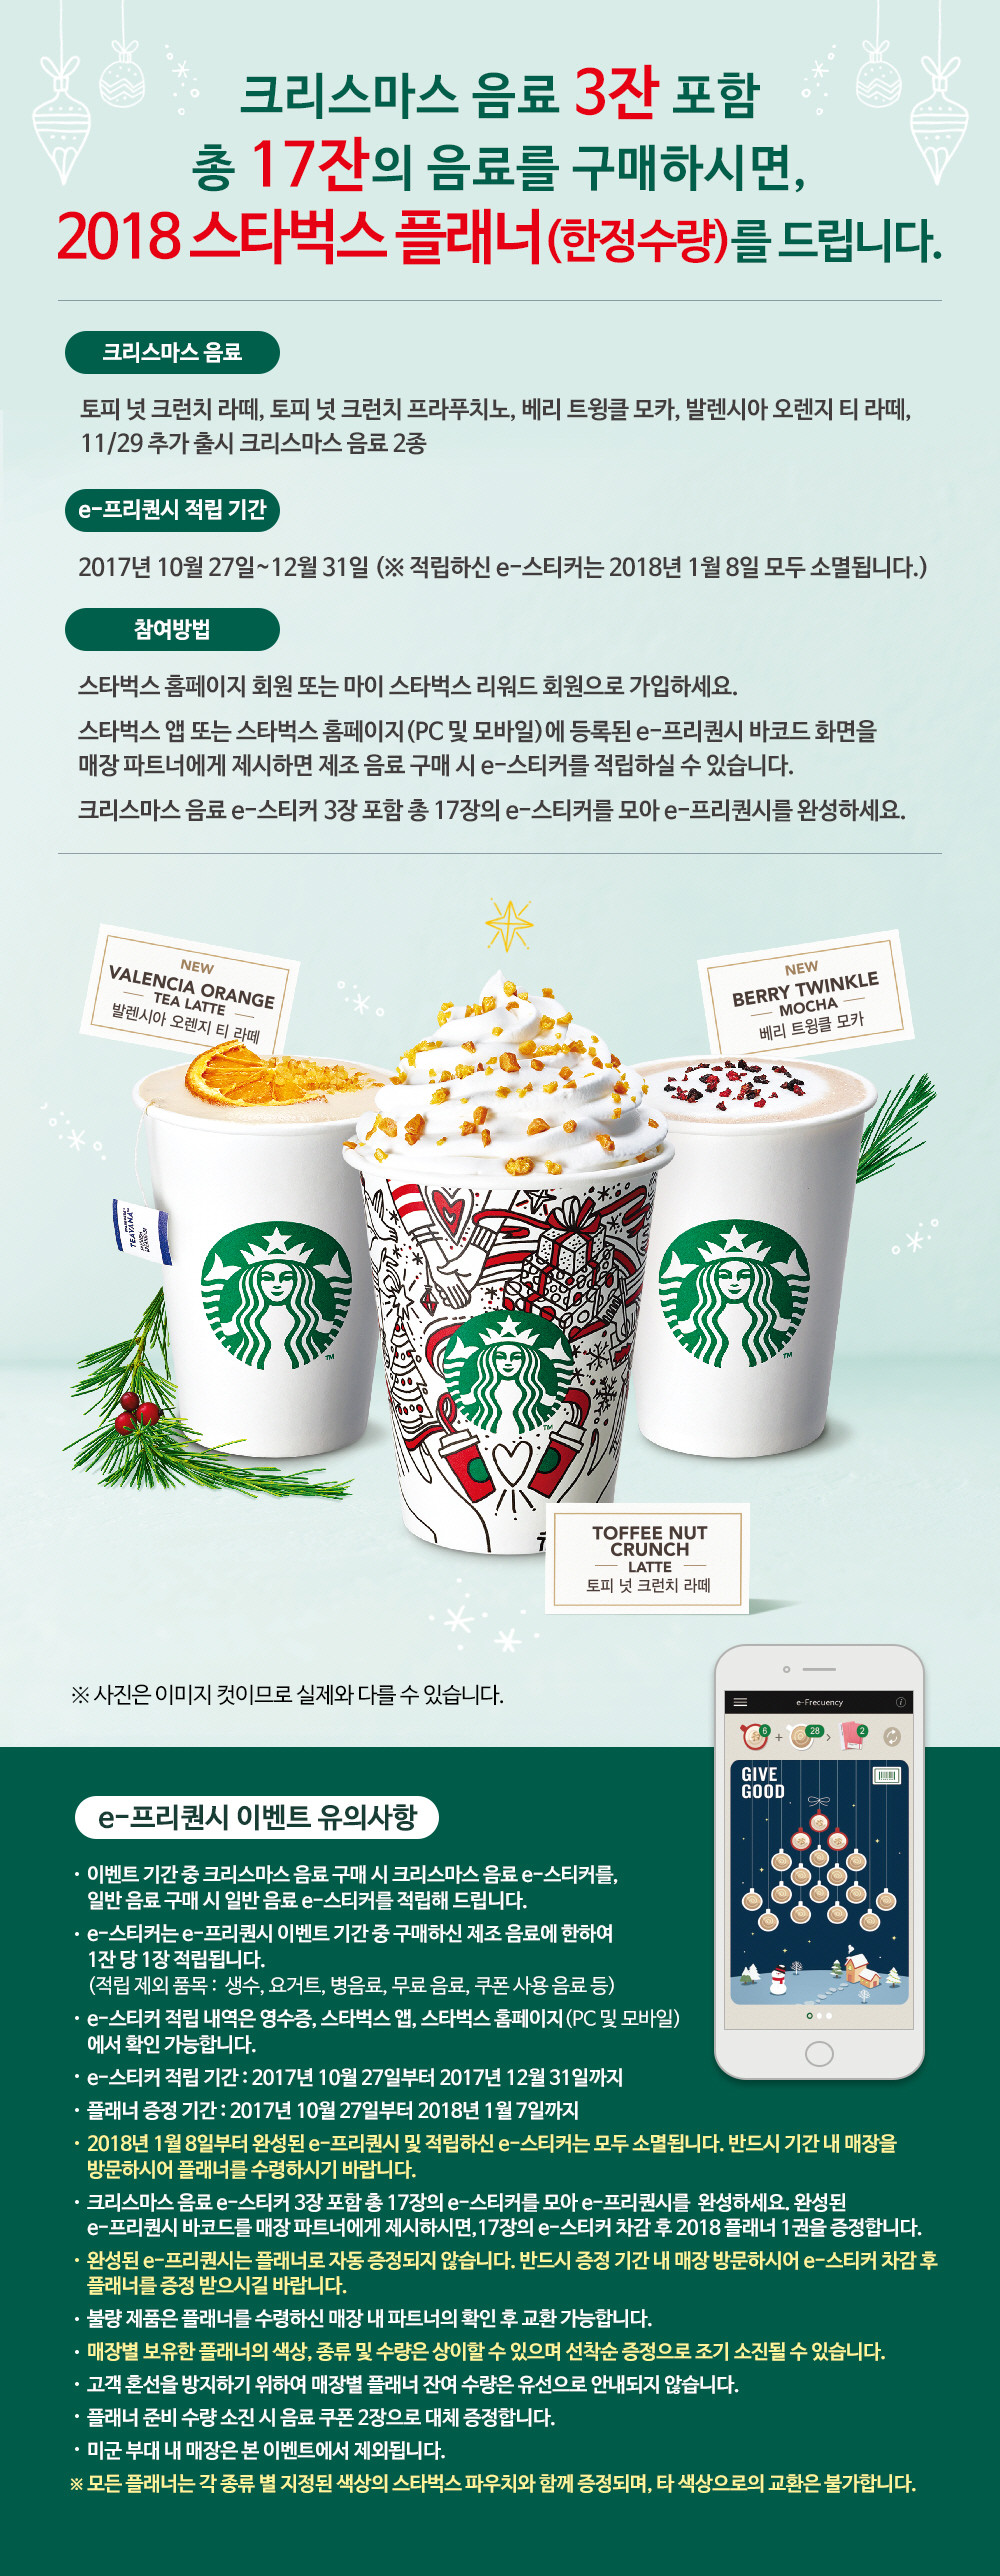 크리스마스 음료 3잔 포함
총 17잔의 음료를 구매하시면,
2018 스타벅스 플래너(한정수량)를 드립니다.
크리스마스 음료
토피 넛 크런치 라떼, 토피 넛 크런치 프라푸치노, 베리 트윙클 모카, 발렌시아 오렌지 티 라떼,
11/29 추가 출시 크리스마스 음료 2종
e-프리퀀시 적립 기간
2017년 10월 27일~12월 31일 (※ 적립하신 e-스티커는 2018년 1월 8일 모두 소멸됩니다.)
참여방법
스타벅스 홈페이지 회원 또는 마이 스타벅스 리워드 회원으로 가입하세요.
스타벅스 앱 또는 스타벅스 홈페이지(PC 및 모바일)에 등록된 e-프리퀀시 바코드 화면을
매장 파트너에게 제시하면 제조 음료 구매 시 e-스티커를 적립하실 수 있습니다.
크리스마스 음료 e-스티커 3장 포함 총 17장의 e-스티커를 모아 e-프리퀀시를 완성하세요.
NEW
VALENCIA ORANGE
TEA LATTE
발렌시아 오렌지 티 라떼
NEW
BERRY TWINKLE
MOCHA
베리 트윙클 모카
TEAVANA
TM
TM
TM
TOFFEE NUT
CRUNCH
LATTE
토피 넛 크런치 라떼
※ 사진은 이미지 컷이므로 실제와 다를 수 있습니다.
e-Frecuency
6 + 28 > 2
GIVE
GOOD
e-프리퀀시 이벤트 유의사항
· 이벤트 기간 중 크리스마스 음료 구매 시 크리스마스 음료 e-스티커를,
일반 음료 구매 시 일반 음료 e-스티커를 적립해 드립니다.
· e-스티커는 e-프리퀀시 이벤트 기간 중 구매하신 제조 음료에 한하여
1잔 당 1장 적립됩니다.
(적립 제외 품목 : 생수, 요거트, 병음료, 무료 음료, 쿠폰 사용 음료 등)
· e-스티커 적립 내역은 영수증, 스타벅스 앱, 스타벅스 홈페이지(PC 및 모바일)
에서 확인 가능합니다.
· e-스티커 적립 기간 : 2017년 10월 27일부터 2017년 12월 31일까지
· 플래너 증정 기간 : 2017년 10월 27일부터 2018년 1월 7일까지
· 2018년 1월 8일부터 완성된 e-프리퀀시 및 적립하신 e-스티커는 모두 소멸됩니다. 반드시 기간 내 매장을
방문하시어 플래너를 수령하시기 바랍니다.
· 크리스마스 음료 e-스티커 3장 포함 총 17장의 e-스티커를 모아 e-프리퀀시를 완성하세요. 완성된
e-프리퀀시 바코드를 매장 파트너에게 제시하시면,17장의 e-스티커 차감 후 2018 플래너 1권을 증정합니다.
· 완성된 e-프리퀀시는 플래너로 자동 증정되지 않습니다. 반드시 증정 기간 내 매장 방문하시어 e-스티커 차감 후
플래너를 증정 받으시길 바랍니다.
· 불량 제품은 플래너를 수령하신 매장 내 파트너의 확인 후 교환 가능합니다.
· 매장별 보유한 플래너의 색상, 종류 및 수량은 상이할 수 있으며 선착순 증정으로 조기 소진될 수 있습니다.
· 고객 혼선을 방지하기 위하여 매장별 플래너 잔여 수량은 유선으로 안내되지 않습니다.
· 플래너 준비 수량 소진 시 음료 쿠폰 2장으로 대체 증정합니다.
· 미군 부대 내 매장은 본 이벤트에서 제외됩니다.
※ 모든 플래너는 각 종류 별 지정된 색상의 스타벅스 파우치와 함께 증정되며, 타 색상으로의 교환은 불가합니다.